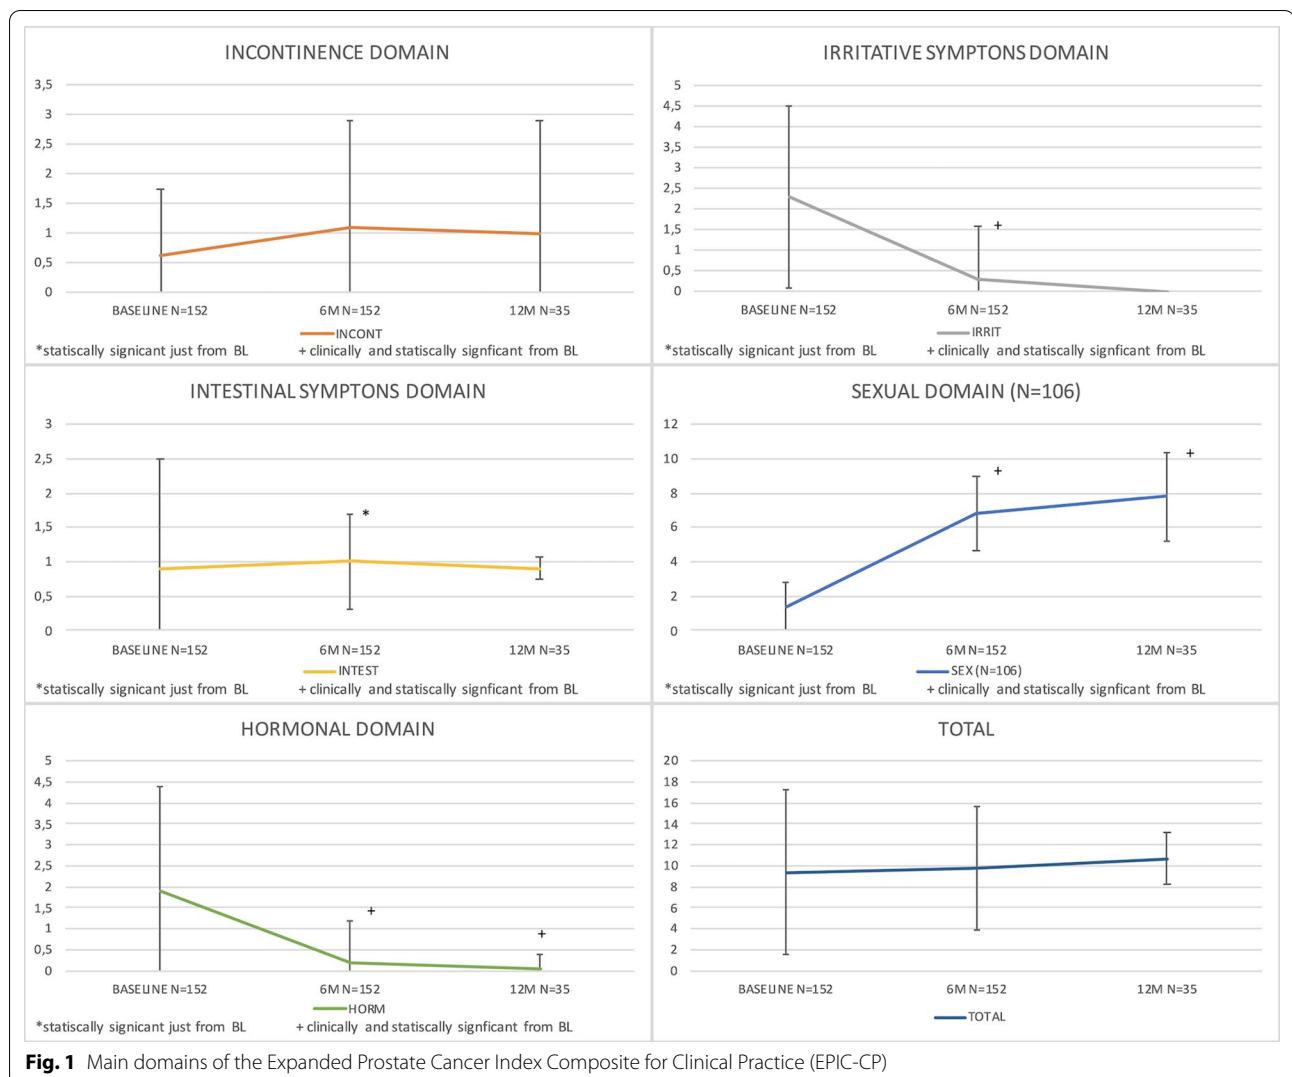 INCONTINENCE DOMAIN
3,5
3
2,5
2
1,5
1
0,5
0
BASELINE N=152 6M N=152 12M N=35
INCONT
*statiscally signicant just from BL + clinically and statiscally signficant from BL
IRRITATIVE SYMPTONS DOMAIN
5
4,5
4
3,5
3
2,5
2
1,5
1
0,5
0
+
BASELINE N=152 6M N=152 12M N=35
IRRIT
*statiscally signicant just from BL + clinically and statiscally signficant from BL
INTESTINAL SYMPTONS DOMAIN
3
2,5
2
1,5
1
0,5
0
*
BASELINE N=152 6M N=152 12M N=35
INTEST
*statiscally signicant just from BL + clinically and statiscally signficant from BL
SEXUAL DOMAIN (N=106)
12
10
8
6
4
2
0
+ +
BASELINE N=152 6M N=152 12M N=35
SEX (N=106)
*statiscally signicant just from BL + clinically and statiscally signficant from BL
HORMONAL DOMAIN
5
4,5
4
3,5
3
2,5
2
1,5
1
0,5
0
+ +
BASELINE N=152 6M N=152 12M N=35
HORM
*statiscally signicant just from BL + clinically and statiscally signficant from BL
TOTAL
20
18
16
14
12
10
8
6
4
2
0
BASELINE N=152 6M N=152 12M N=35
TOTAL
Fig. 1 Main domains of the Expanded Prostate Cancer Index Composite for Clinical Practice (EPIC-CP)